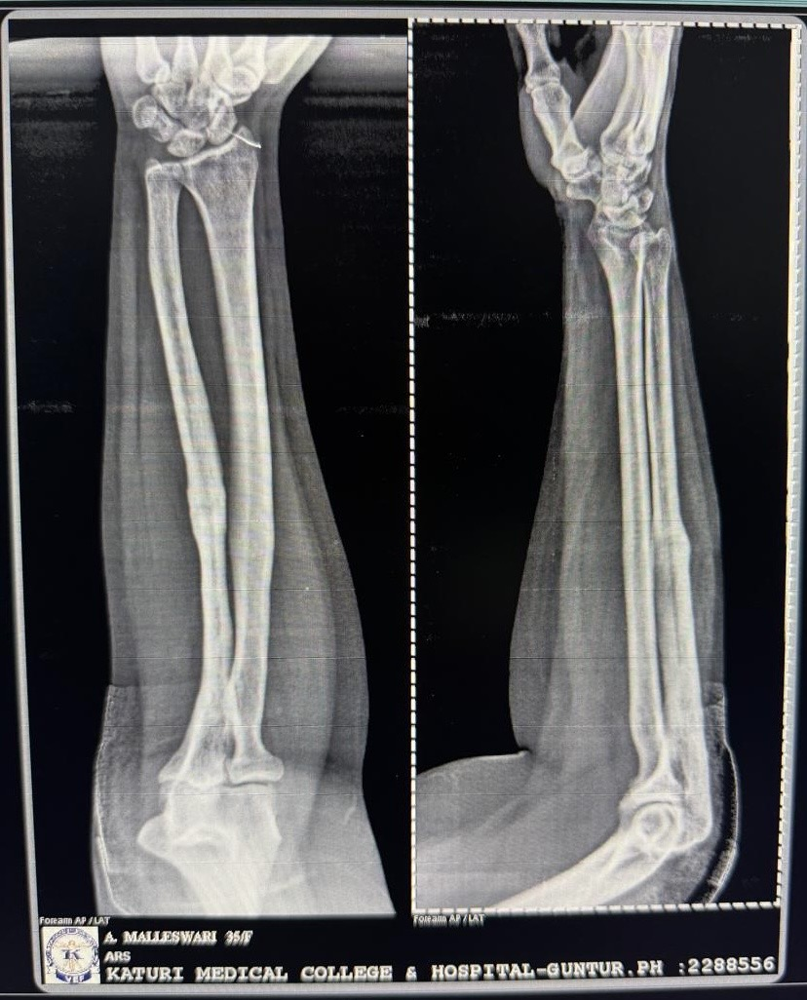 Forearm AP /LAT
Forearm AP /LAT
A. MALLESWARI 35/F
ARS
KATURI MEDICAL COLLEGE & HOSPITAL-GUNTUR.PH :2288556